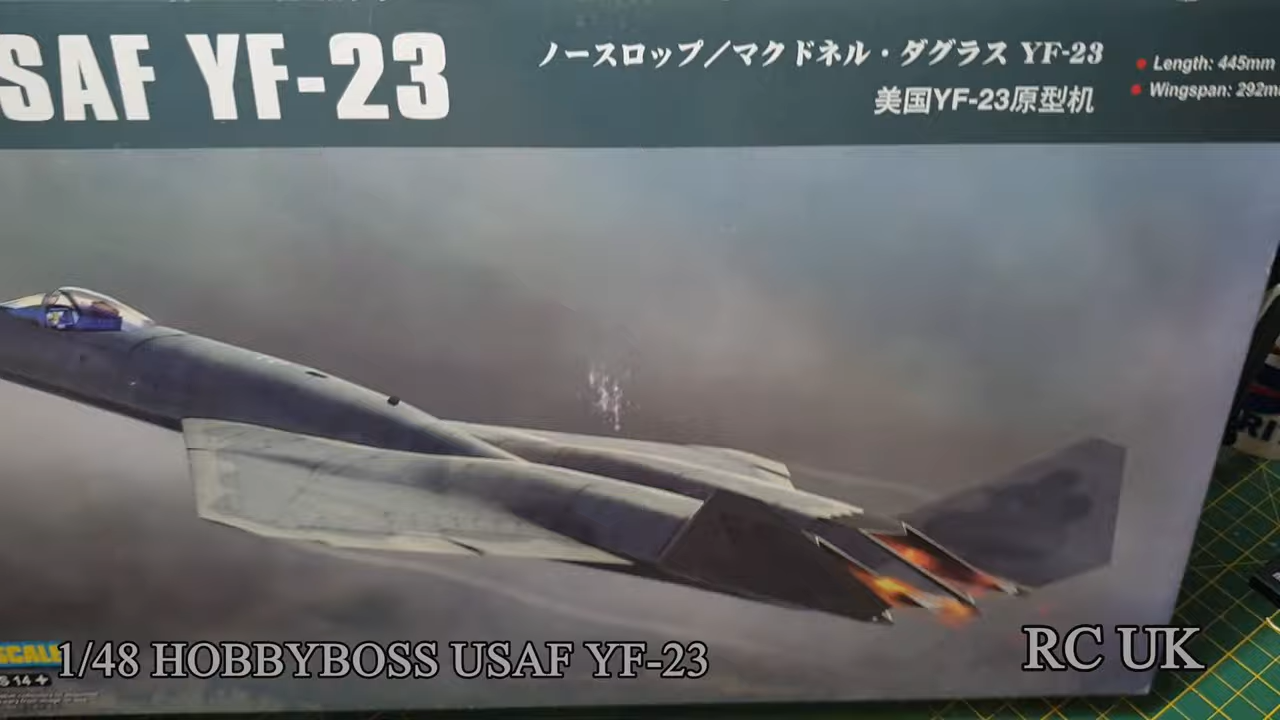 SAF YF-23
ノースロップ/マクドネル・ダグラス YF-23
美国YF-23原型机
Length: 445mm
Wingspan: 292m
SCALE
S 14 +
1/48 HOBBYBOSS USAF YF-23
RC UK